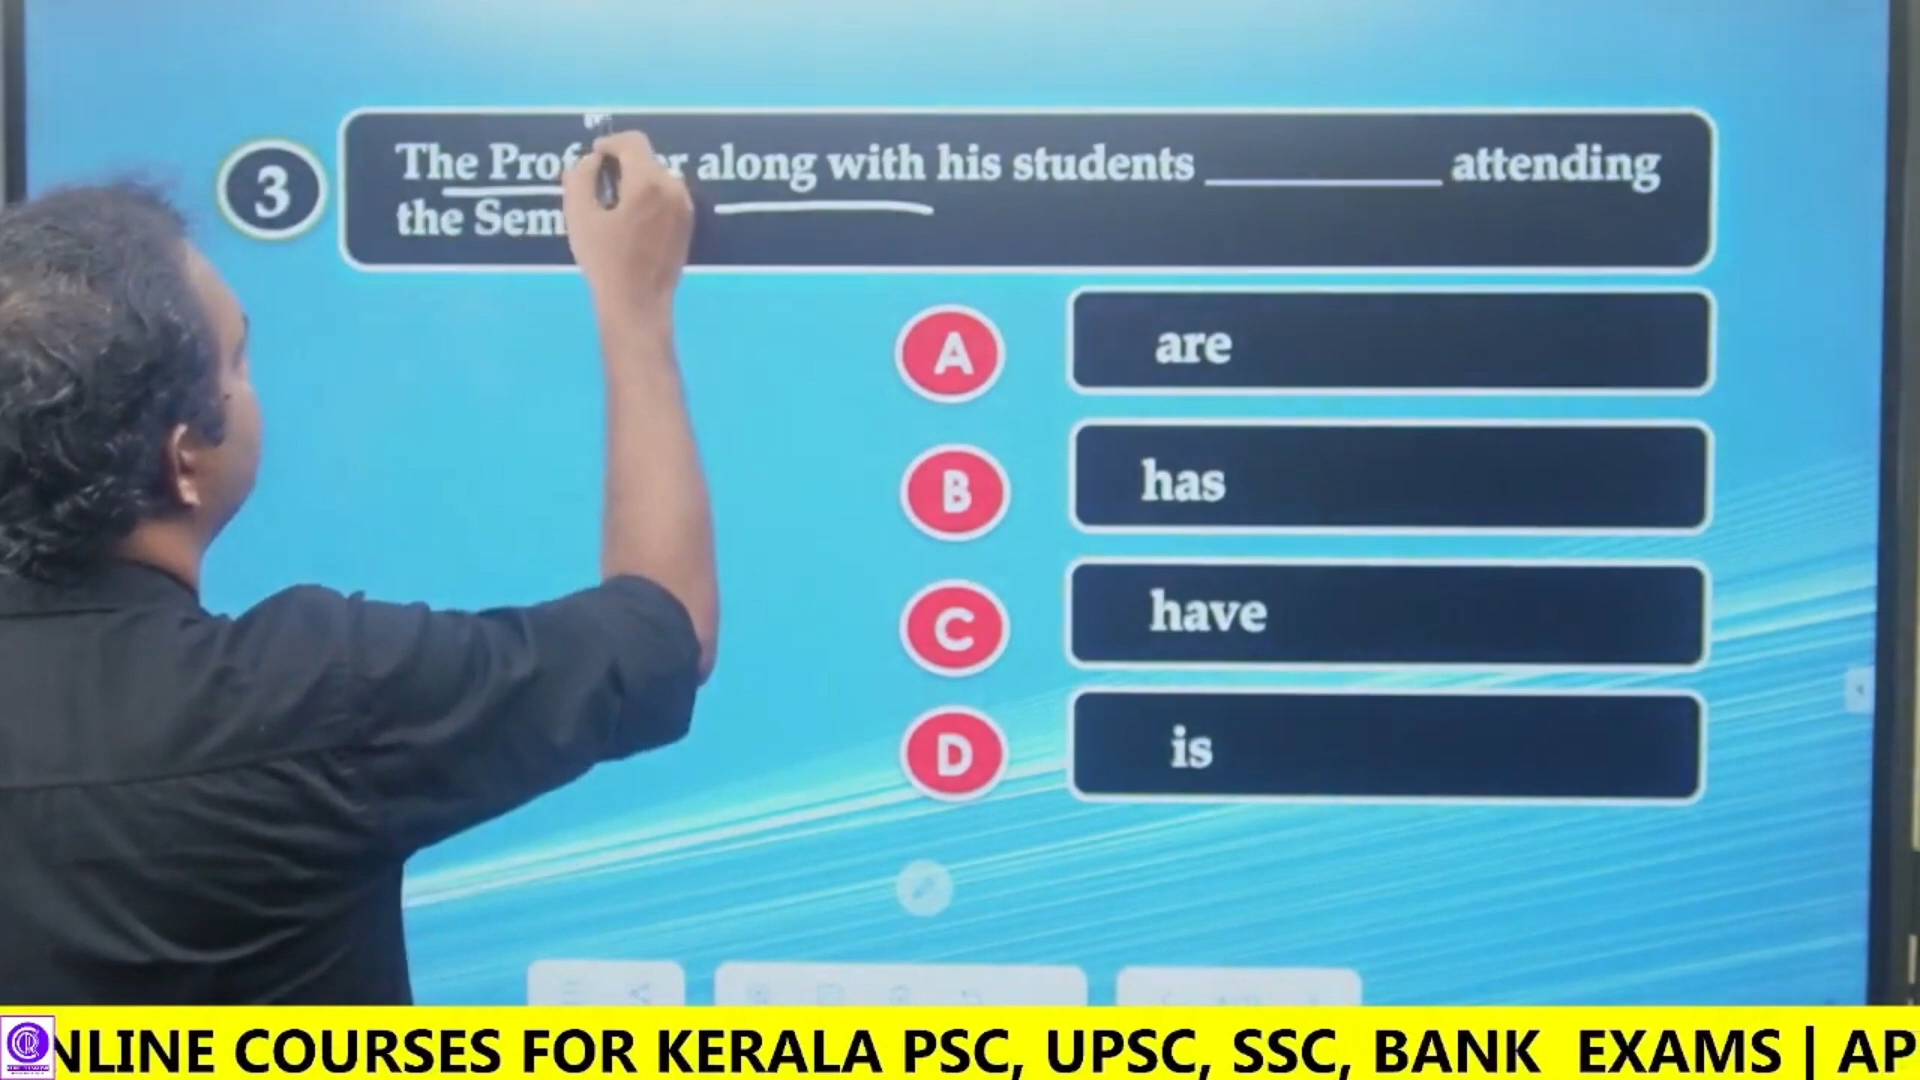 3
The Prof r along with his students __________ attending
the Sem
A are
B has
C have
D is
NLINE COURSES FOR KERALA PSC, UPSC, SSC, BANK EXAMS | AP